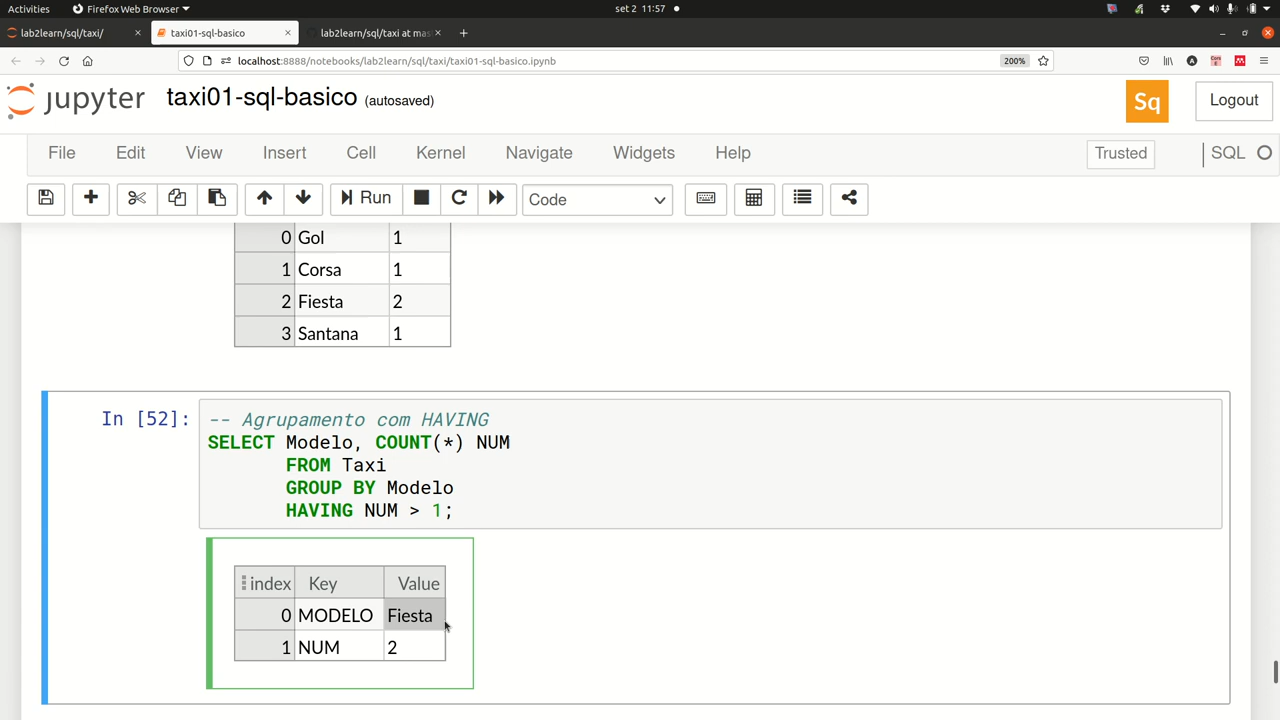 Activities
Firefox Web Browser
set 2 11:57
lab2learn/sql/taxi/
taxi01-sql-basico
lab2learn/sql/taxi at mas
localhost:8888/notebooks/lab2learn/sql/taxi/taxi01-sql-basico.ipynb
200%
jupyter
taxi01-sql-basico (autosaved)
Sq
Logout
File Edit View Insert Cell Kernel Navigate Widgets Help
Trusted
SQL
Run
Code
0 Gol 1
1 Corsa 1
2 Fiesta 2
3 Santana 1
In [52]:
-- Agrupamento com HAVING
SELECT Modelo, COUNT(*) NUM
FROM Taxi
GROUP BY Modelo
HAVING NUM > 1;
index Key Value
0 MODELO Fiesta
1 NUM 2